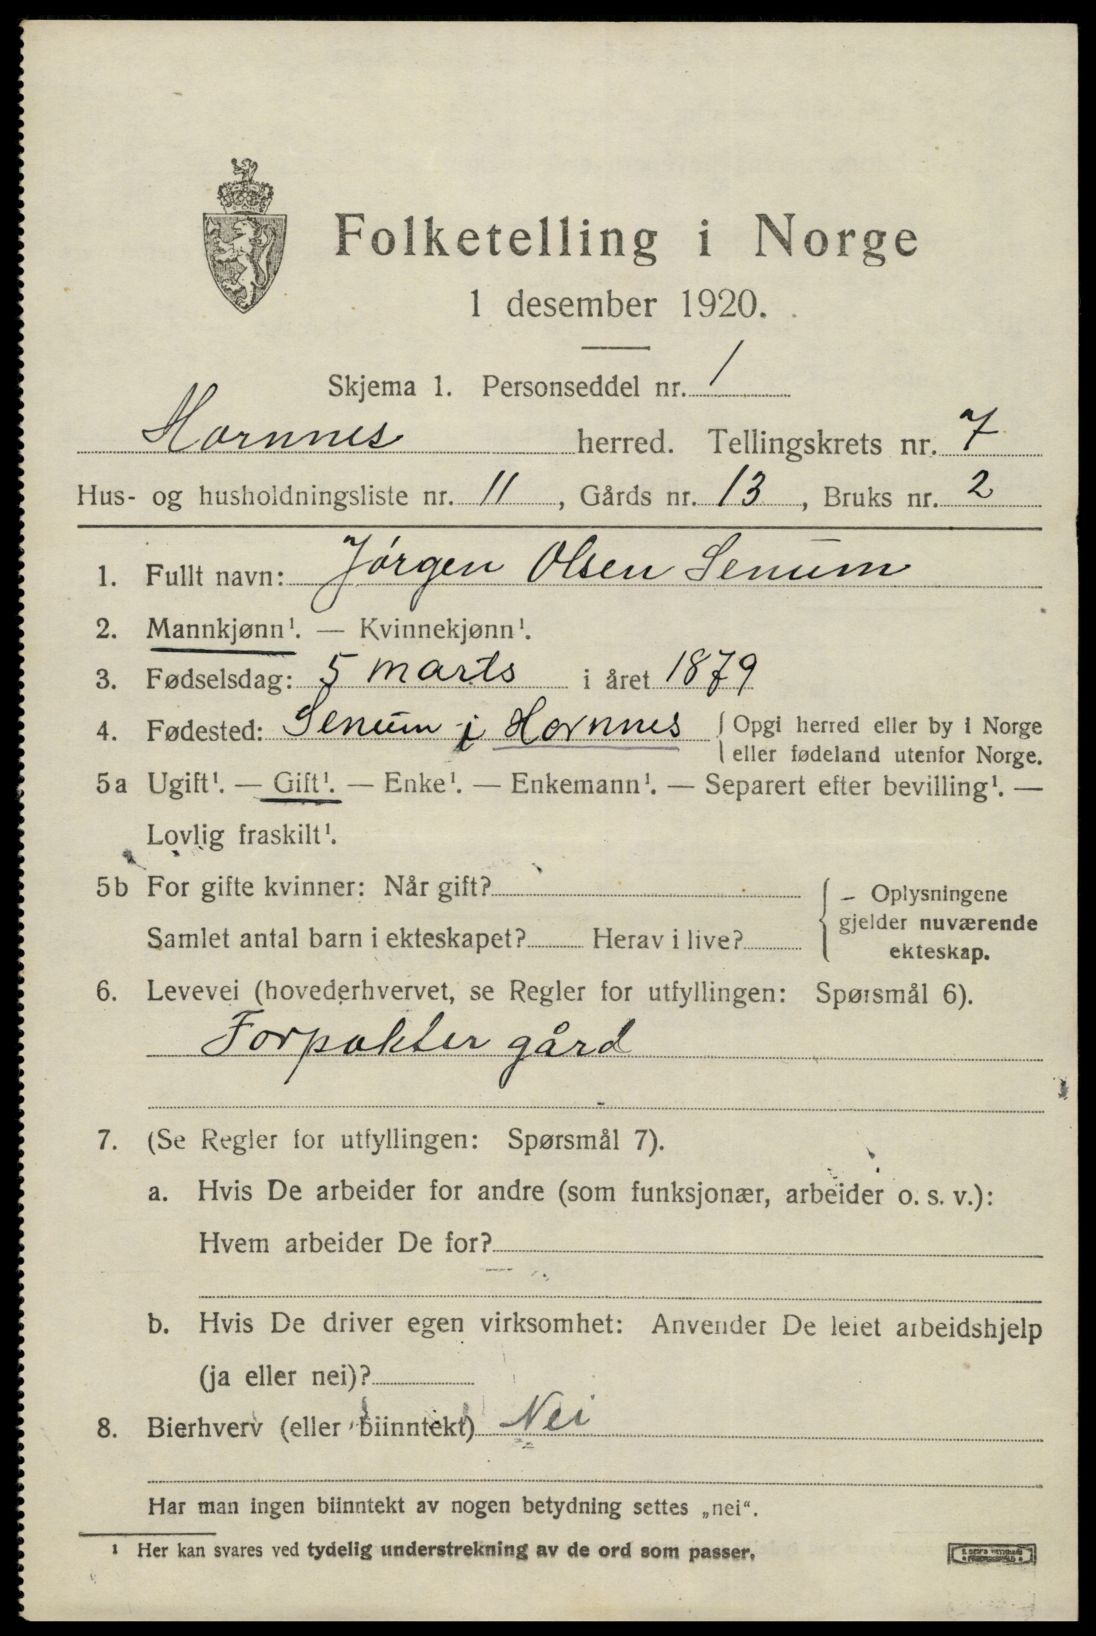 Folketelling i Norge
1 desember 1920.
Skjema 1. Personseddel nr. 1
Hornnes herred. Tellingskrets nr. 7
Hus- og husholdningsliste nr. 11, Gårds nr. 13, Bruks nr. 2
1. Fullt navn: Jørgen Olsen Senum
2. Mannkjønn¹. — Kvinnekjønn¹.
3. Fødselsdag: 5 marts i året 1879
4. Fødested: Senum i Hornnes { Opgi herred eller by i Norge
eller fødeland utenfor Norge.
5a Ugift¹. — Gift¹. — Enke¹. — Enkemann¹. — Separert efter bevilling¹. —
Lovlig fraskilt¹.
5b For gifte kvinner: Når gift? { — Oplysningene
gjelder nuværende
Samlet antal barn i ekteskapet? Herav i live?
ekteskap.
6. Levevei (hovederhvervet, se Regler for utfyllingen: Spørsmål 6).
Forpakter gård
7. (Se Regler for utfyllingen: Spørsmål 7).
a. Hvis De arbeider for andre (som funksjonær, arbeider o. s. v.):
Hvem arbeider De for?
b. Hvis De driver egen virksomhet: Anvender De leiet arbeidshjelp
(ja eller nei)?
8. Bierhverv (eller biinntekt) Nei
Har man ingen biinntekt av nogen betydning settes „nei“.
¹ Her kan svares ved tydelig understrekning av de ord som passer.